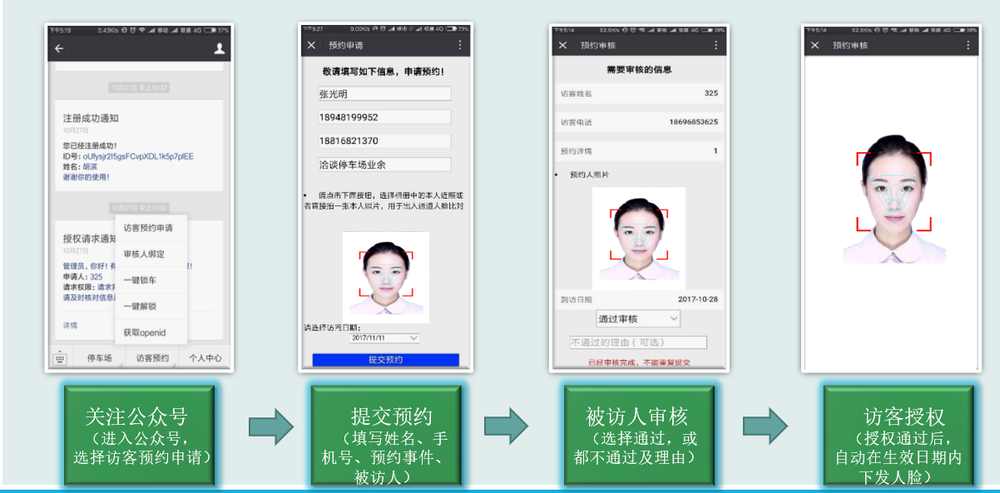 下午5:19 0.43K/s 移动 联通 4G 37%
10月27日 早上10:37
注册成功通知
10月27日
您已经注册成功!
ID号: oUfysjr2I5gsFCvpXDL1k5p7plEE
姓名: 胡滨
谢谢你的使用!
10月27日 早上11:00
授权请求通知
10月27日
管理员, 你好! 有
申请人: 325
请求权限: 请求
请及时核对信息
详情
访客预约申请
审核人绑定
一键锁车
一键解锁
获取openid
停车场 访客预约 个人中心
下午5:27 0.00K/s 移动 联通 4G 35%
× 预约申请
敬请填写如下信息，申请预约!
张光明
18948199952
18816821370
洽谈停车场业余
• 请点击下面按钮，选择相册中的本人近照或
者直接拍一张本人照片，用于出入通道人脸比对
请选择访问日期:
2017/11/11
提交预约
下午5:14 62.6K/s 移动 联通 4G 38%
× 预约审核
需要审核的信息
访客姓名 325
访客电话 18696853625
预约详情 1
• 预约人照片
到访日期 2017-10-28
通过审核
不通过的理由 ( 可选 )
已经审核完成，不能重复提交
下午5:14 62.6K/s 移动 联通 4G 38%
× 预约审核
关注公众号
（进入公众号，
选择访客预约申请）
提交预约
（填写姓名、手
机号、预约事件、
被访人）
被访人审核
（选择通过，或
都不通过及理由）
访客授权
（授权通过后，
自动在生效日期内
下发人脸）